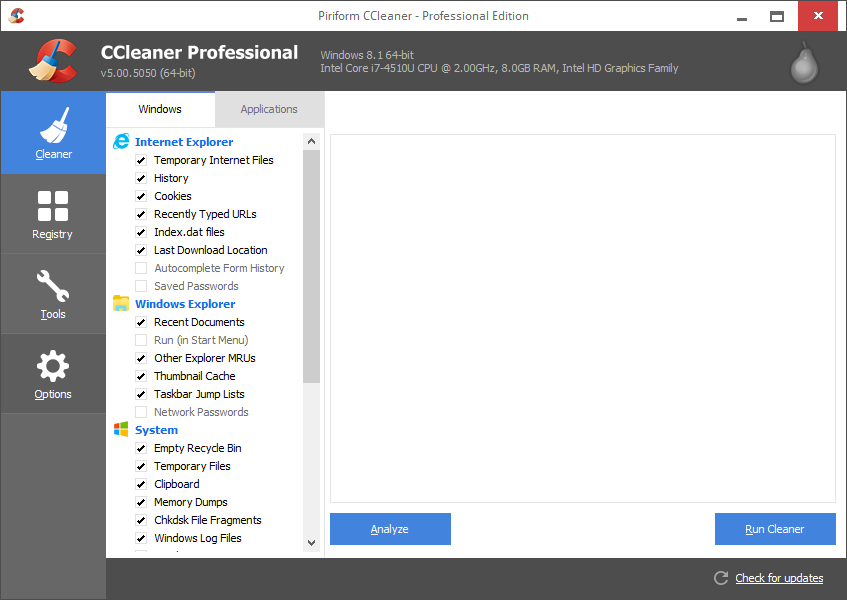 Piriform CCleaner - Professional Edition
CCleaner Professional
v5.00.5050 (64-bit)
Windows 8.1 64-bit
Intel Core i7-4510U CPU @ 2.00GHz, 8.0GB RAM, Intel HD Graphics Family
Cleaner
Registry
Tools
Options
Windows
Applications
Internet Explorer
Temporary Internet Files
History
Cookies
Recently Typed URLs
Index.dat files
Last Download Location
Autocomplete Form History
Saved Passwords
Windows Explorer
Recent Documents
Run (in Start Menu)
Other Explorer MRUs
Thumbnail Cache
Taskbar Jump Lists
Network Passwords
System
Empty Recycle Bin
Temporary Files
Clipboard
Memory Dumps
Chkdsk File Fragments
Windows Log Files
Analyze
Run Cleaner
Check for updates